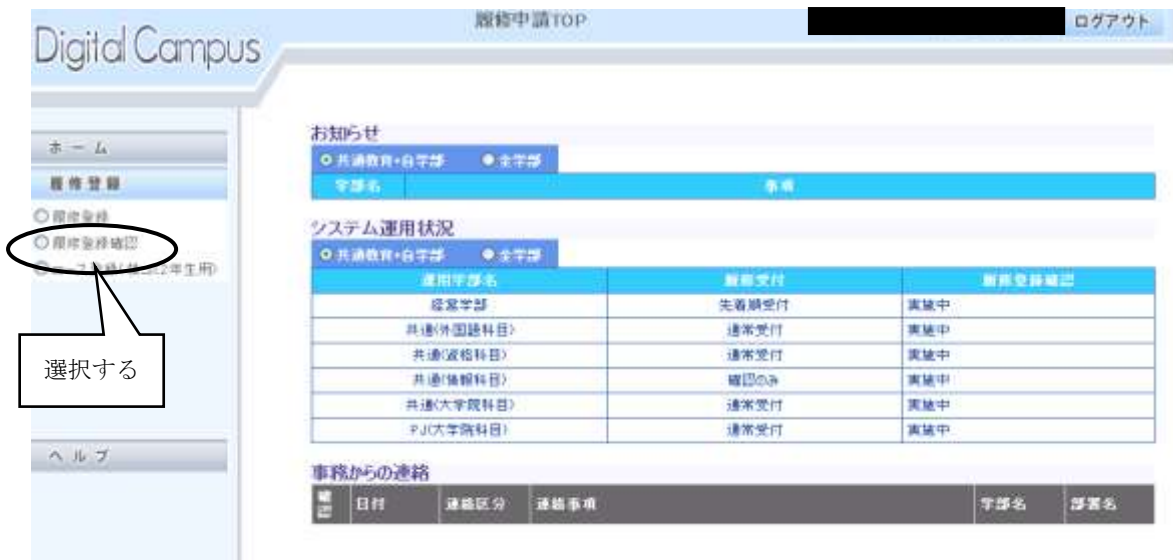 履修申請TOP
ログアウト
Digital Campus
ホーム
履修登録
履修登録
履修登録確認
2年生用)
選択する
ヘルプ
お知らせ
共通教育・自学部 全学部
学部名 事項
システム運用状況
共通教育・自学部 全学部
運用学部名 履修受付 履修登録確認
経営学部 先着順受付 実施中
共通(外国語科目) 通常受付 実施中
共通(資格科目) 通常受付 実施中
共通(情報科目) 確認のみ 実施中
共通(大学院科目) 通常受付 実施中
PJ(大学院科目) 通常受付 実施中
事務からの連絡
確認 日付 連絡区分 連絡事項 学部名 部署名